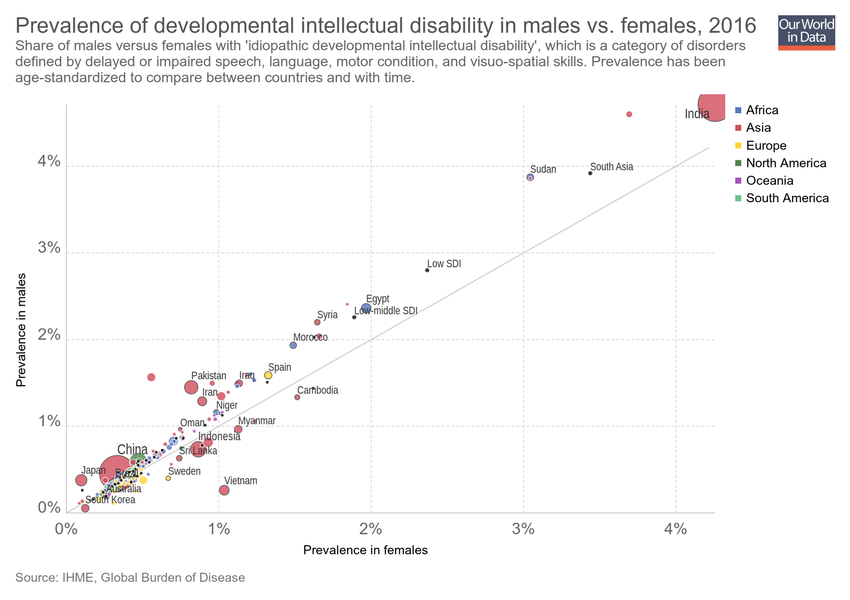 Prevalence of developmental intellectual disability in males vs. females, 2016
Our World
in Data
Share of males versus females with 'idiopathic developmental intellectual disability', which is a category of disorders
defined by delayed or impaired speech, language, motor condition, and visuo-spatial skills. Prevalence has been
age-standardized to compare between countries and with time.
Africa
Asia
Europe
North America
Oceania
South America
India
4%
Sudan
South Asia
3%
Low SDI
Egypt
Low-middle SDI
Syria
2%
Morocco
Spain
Pakistan
Iraq
Iran
Cambodia
Niger
1%
Oman
Myanmar
Indonesia
China
Sri Lanka
Japan
Brazil
Sweden
Vietnam
Australia
South Korea
0%
0%
1%
2%
3%
4%
Prevalence in males
Prevalence in females
Source: IHME, Global Burden of Disease